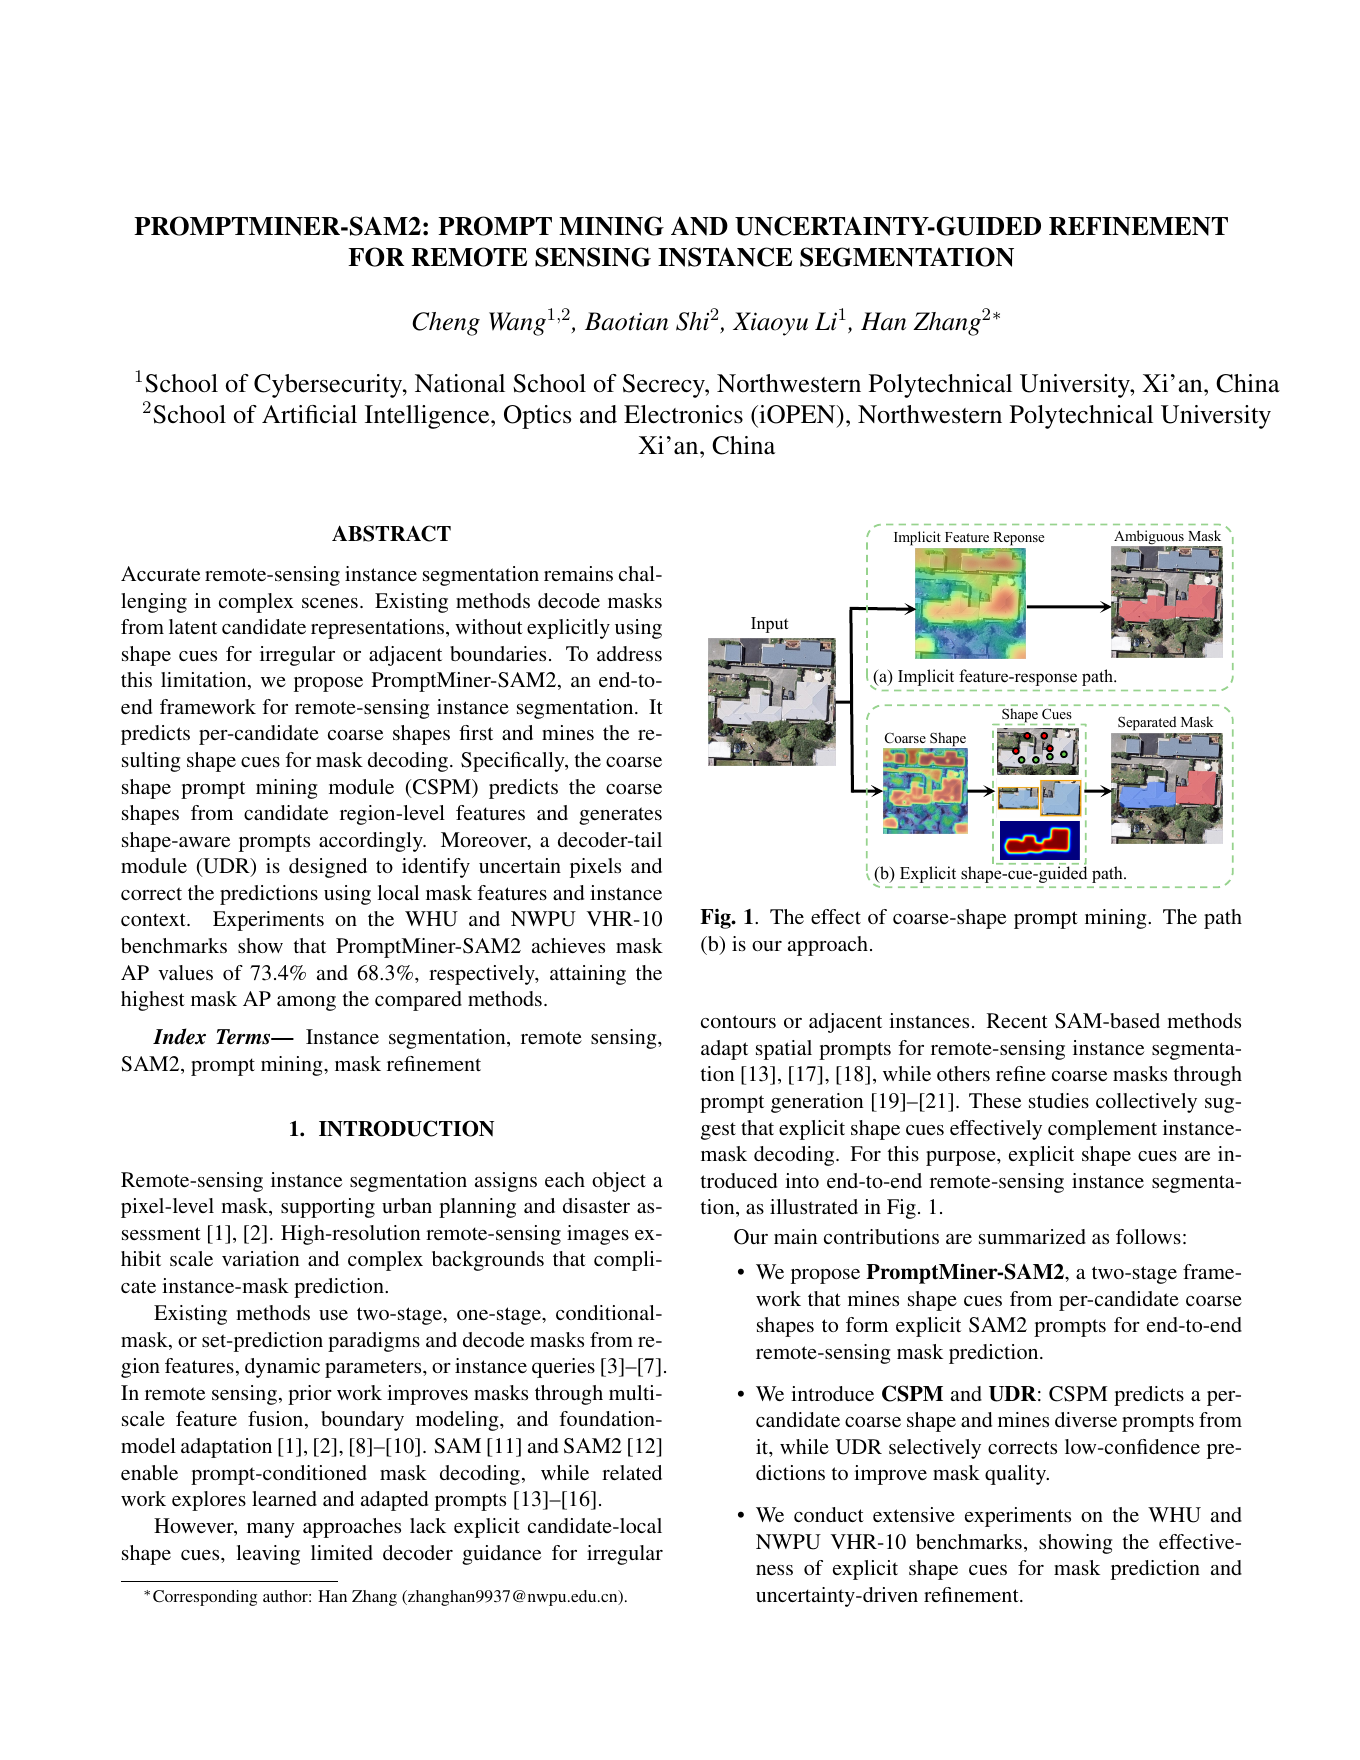 PROMPTMINER-SAM2: PROMPT MINING AND UNCERTAINTY-GUIDED REFINEMENT
FOR REMOTE SENSING INSTANCE SEGMENTATION
Cheng Wang1,2, Baotian Shi2, Xiaoyu Li1, Han Zhang2*
1School of Cybersecurity, National School of Secrecy, Northwestern Polytechnical University, Xi'an, China
2School of Artificial Intelligence, Optics and Electronics (iOPEN), Northwestern Polytechnical University
Xi'an, China
ABSTRACT
Accurate remote-sensing instance segmentation remains chal-
lenging in complex scenes. Existing methods decode masks
from latent candidate representations, without explicitly using
shape cues for irregular or adjacent boundaries. To address
this limitation, we propose PromptMiner-SAM2, an end-to-
end framework for remote-sensing instance segmentation. It
predicts per-candidate coarse shapes first and mines the re-
sulting shape cues for mask decoding. Specifically, the coarse
shape prompt mining module (CSPM) predicts the coarse
shapes from candidate region-level features and generates
shape-aware prompts accordingly. Moreover, a decoder-tail
module (UDR) is designed to identify uncertain pixels and
correct the predictions using local mask features and instance
context. Experiments on the WHU and NWPU VHR-10
benchmarks show that PromptMiner-SAM2 achieves mask
AP values of 73.4% and 68.3%, respectively, attaining the
highest mask AP among the compared methods.
Index Terms— Instance segmentation, remote sensing,
SAM2, prompt mining, mask refinement
1. INTRODUCTION
Remote-sensing instance segmentation assigns each object a
pixel-level mask, supporting urban planning and disaster as-
sessment [1], [2]. High-resolution remote-sensing images ex-
hibit scale variation and complex backgrounds that compli-
cate instance-mask prediction.
Existing methods use two-stage, one-stage, conditional-
mask, or set-prediction paradigms and decode masks from re-
gion features, dynamic parameters, or instance queries [3]–[7].
In remote sensing, prior work improves masks through multi-
scale feature fusion, boundary modeling, and foundation-
model adaptation [1], [2], [8]–[10]. SAM [11] and SAM2 [12]
enable prompt-conditioned mask decoding, while related
work explores learned and adapted prompts [13]–[16].
However, many approaches lack explicit candidate-local
shape cues, leaving limited decoder guidance for irregular
*Corresponding author: Han Zhang (zhanghan9937@nwpu.edu.cn).
Implicit Feature Reponse
Ambiguous Mask
Input
(a) Implicit feature-response path.
Shape Cues
Separated Mask
Coarse Shape
(b) Explicit shape-cue-guided path.
Fig. 1. The effect of coarse-shape prompt mining. The path
(b) is our approach.
contours or adjacent instances. Recent SAM-based methods
adapt spatial prompts for remote-sensing instance segmenta-
tion [13], [17], [18], while others refine coarse masks through
prompt generation [19]–[21]. These studies collectively sug-
gest that explicit shape cues effectively complement instance-
mask decoding. For this purpose, explicit shape cues are in-
troduced into end-to-end remote-sensing instance segmenta-
tion, as illustrated in Fig. 1.
Our main contributions are summarized as follows:
• We propose PromptMiner-SAM2, a two-stage frame-
work that mines shape cues from per-candidate coarse
shapes to form explicit SAM2 prompts for end-to-end
remote-sensing mask prediction.
• We introduce CSPM and UDR: CSPM predicts a per-
candidate coarse shape and mines diverse prompts from
it, while UDR selectively corrects low-confidence pre-
dictions to improve mask quality.
• We conduct extensive experiments on the WHU and
NWPU VHR-10 benchmarks, showing the effective-
ness of explicit shape cues for mask prediction and
uncertainty-driven refinement.